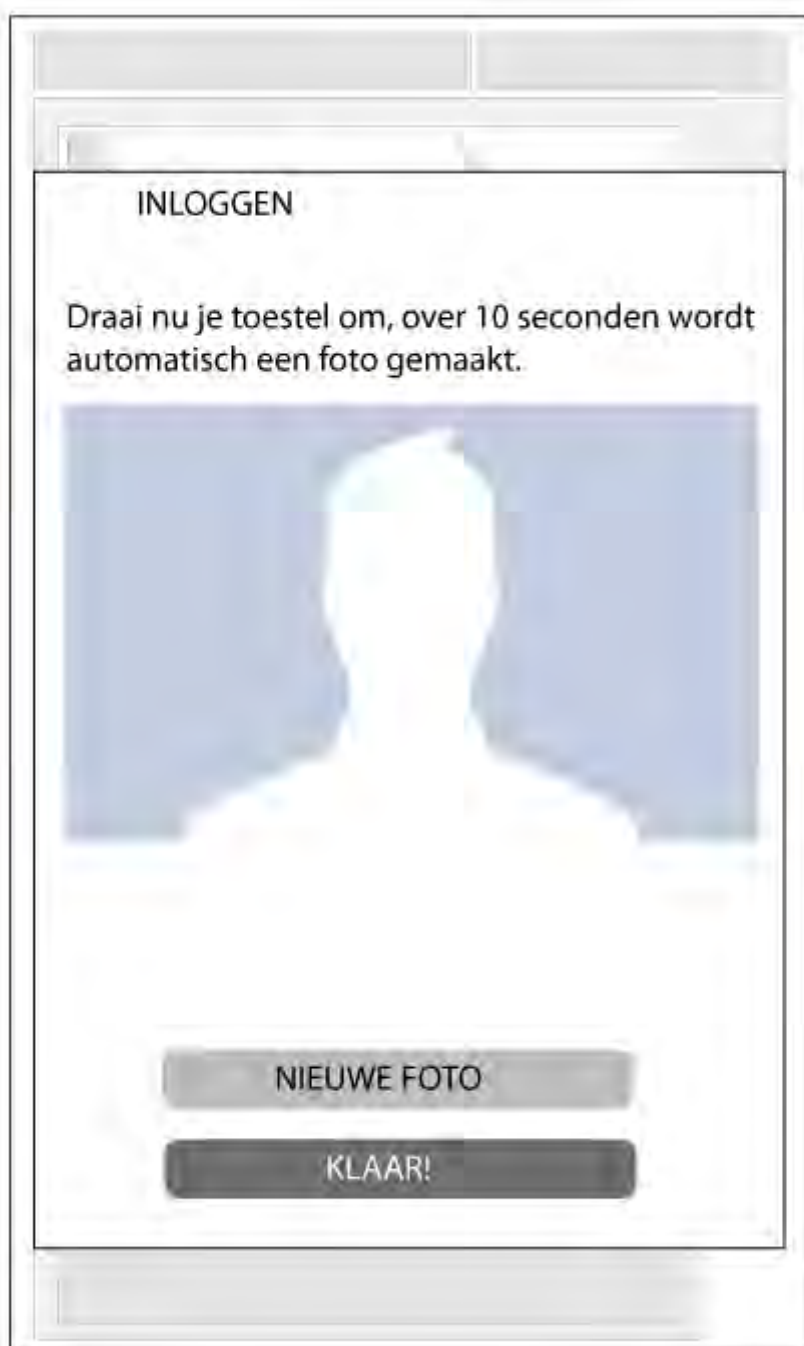 INLOGGEN
Draai nu je toestel om, over 10 seconden wordt
automatisch een foto gemaakt.
NIEUWE FOTO
KLAAR!